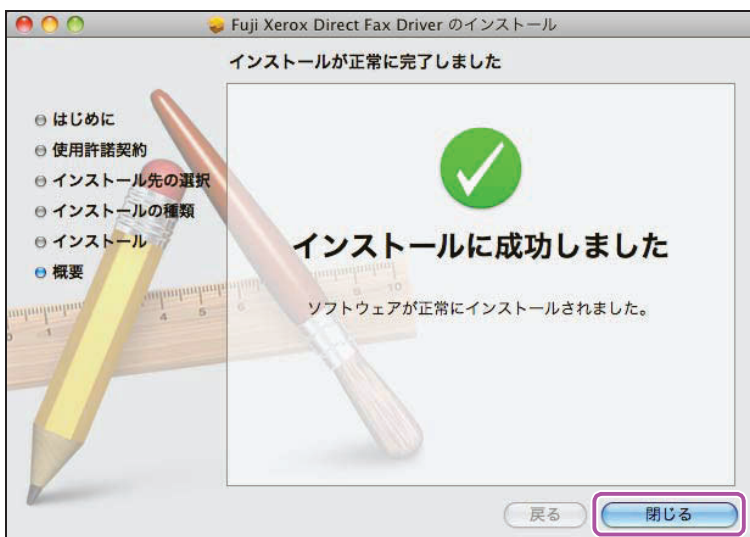 Fuji Xerox Direct Fax Driver のインストール
インストールが正常に完了しました
はじめに
使用許諾契約
インストール先の選択
インストールの種類
インストール
概要
インストールに成功しました
ソフトウェアが正常にインストールされました。
戻る
閉じる